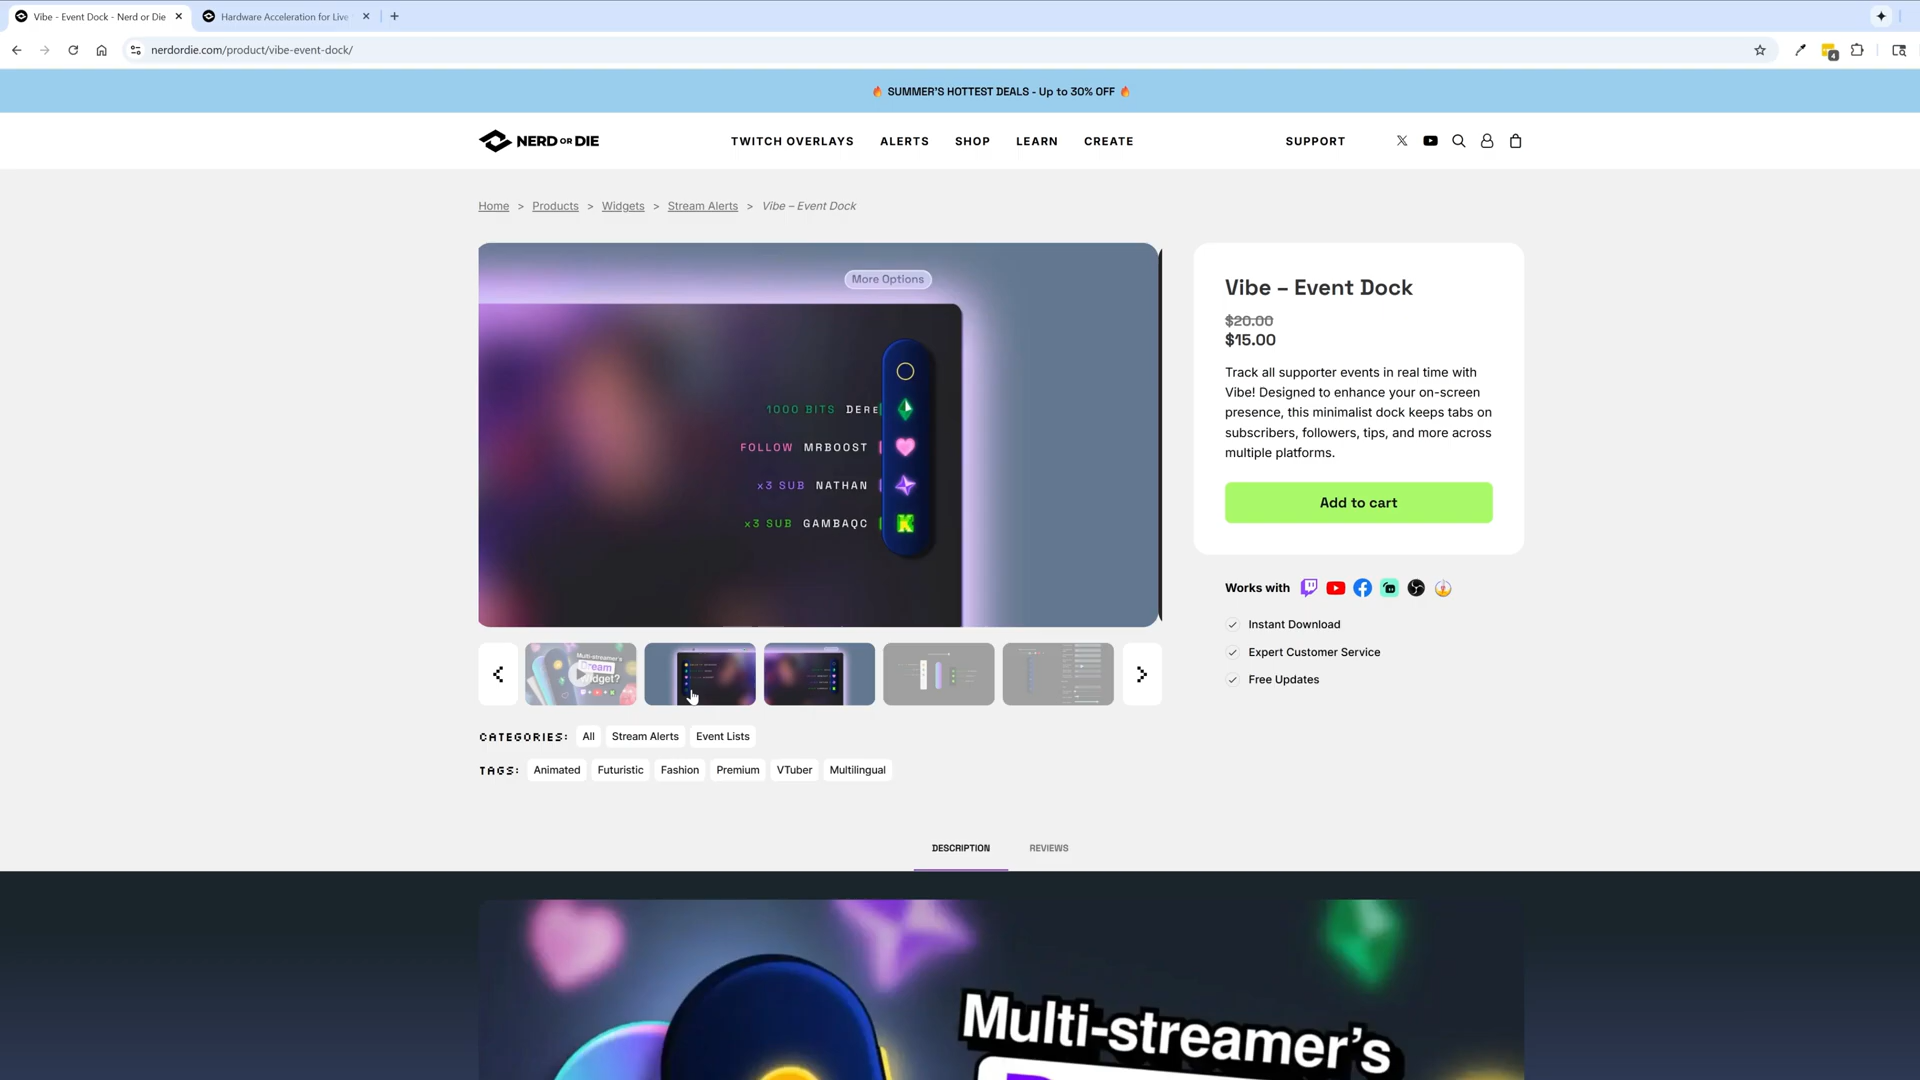 Vibe - Event Dock - Nerd or Die
Hardware Acceleration for Live
nerdordie.com/product/vibe-event-dock/
4
🔥 SUMMER'S HOTTEST DEALS - Up to 30% OFF 🔥
NERD OR DIE
TWITCH OVERLAYS
ALERTS
SHOP
LEARN
CREATE
SUPPORT
Home > Products > Widgets > Stream Alerts > Vibe – Event Dock
More Options
1000 BITS DERE
FOLLOW MRBOOST
x3 SUB NATHAN
x3 SUB GAMBAQC
K
Vibe – Event Dock
$20.00
$15.00
Track all supporter events in real time with
Vibe! Designed to enhance your on-screen
presence, this minimalist dock keeps tabs on
subscribers, followers, tips, and more across
multiple platforms.
Add to cart
Works with
Instant Download
Expert Customer Service
Free Updates
Multi-streamer's
Dream
Widget?
CATEGORIES: All Stream Alerts Event Lists
TAGS: Animated Futuristic Fashion Premium VTuber Multilingual
DESCRIPTION
REVIEWS
Multi-streamer's